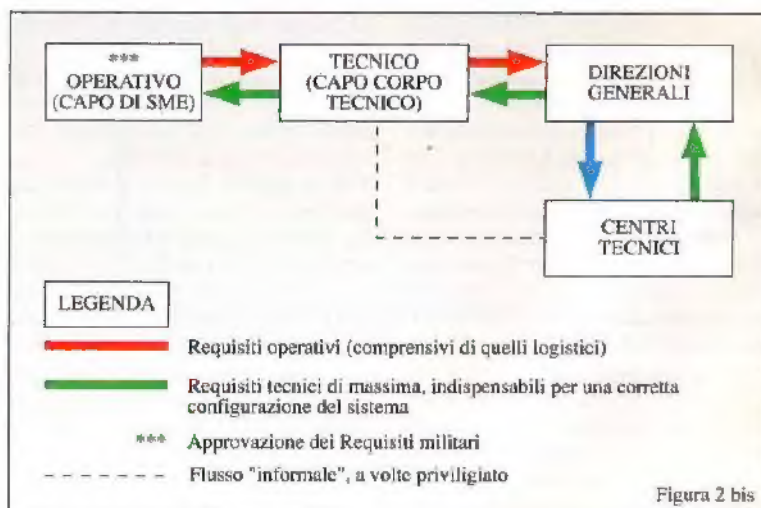 ***
OPERATIVO
(CAPO DI SME)
TECNICO
(CAPO CORPO
TECNICO)
DIREZIONI
GENERALI
CENTRI
TECNICI
LEGENDA
Requisiti operativi (comprensivi di quelli logistici)
Requisiti tecnici di massima, indispensabili per una corretta
configurazione del sistema
*** Approvazione dei Requisiti militari
Flusso "informale", a volte priviligiato
Figura 2 bis